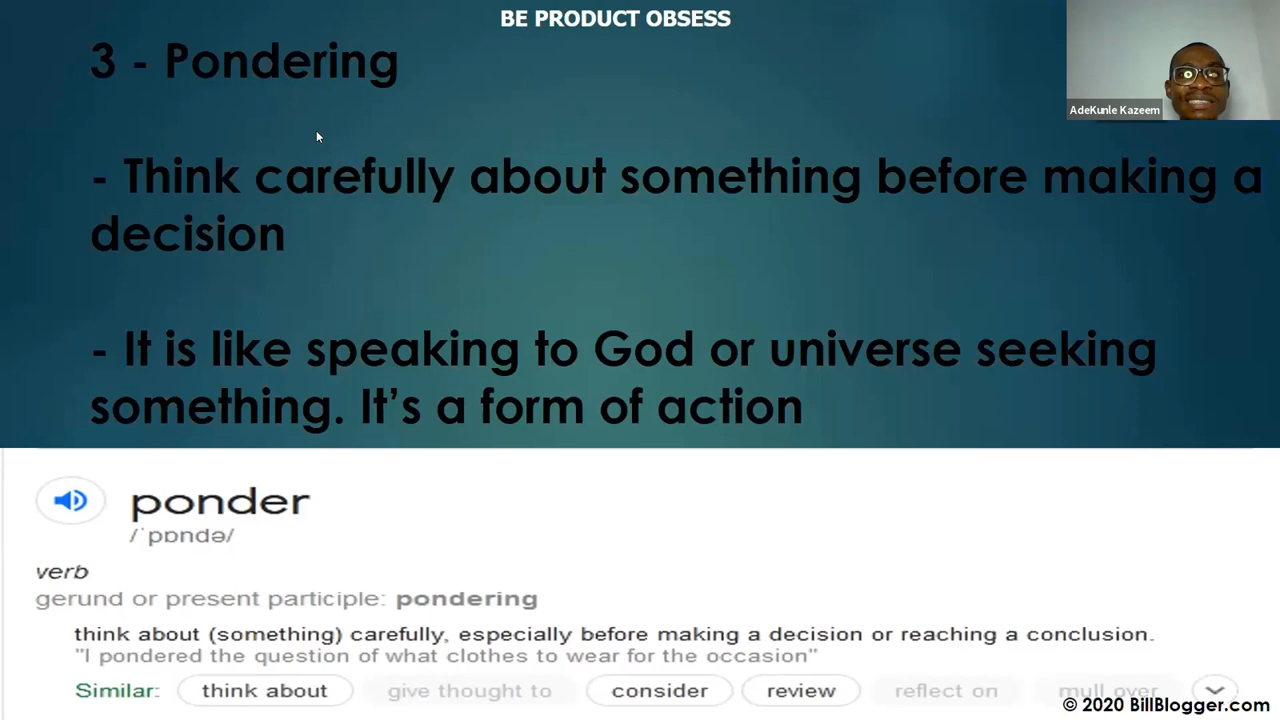 BE PRODUCT OBSESS
3 - Pondering
AdeKunle Kazeem
- Think carefully about something before making a
decision
- It is like speaking to God or universe seeking
something. It’s a form of action
ponder
/ˈpɒndə/
verb
gerund or present participle: pondering
think about (something) carefully, especially before making a decision or reaching a conclusion.
"I pondered the question of what clothes to wear for the occasion"
Similar: think about give thought to consider review reflect on mull over
© 2020 BillBlogger.com